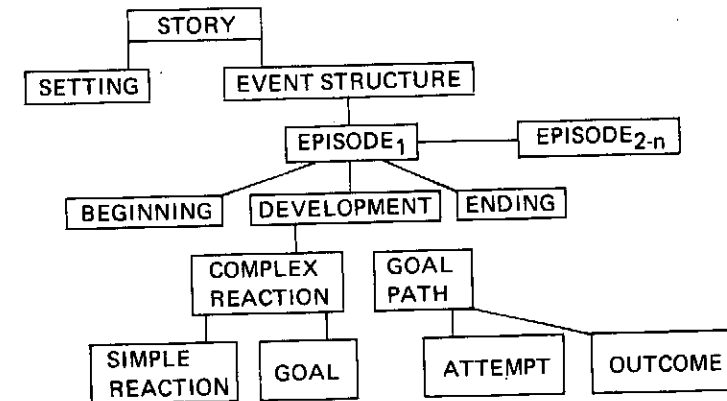 STORY
SETTING
EVENT STRUCTURE
EPISODE1
EPISODE2-n
BEGINNING
DEVELOPMENT
ENDING
COMPLEX
REACTION
GOAL
PATH
SIMPLE
REACTION
GOAL
ATTEMPT
OUTCOME